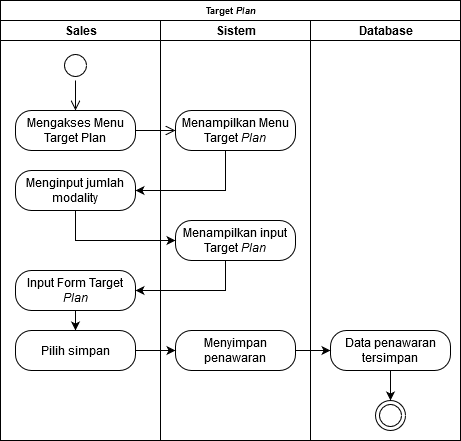 Target Plan
Sales
Sistem
Database
Mengakses Menu
Target Plan
Menampilkan Menu
Target Plan
Menginput jumlah
modality
Menampilkan input
Target Plan
Input Form Target
Plan
Pilih simpan
Menyimpan
penawaran
Data penawaran
tersimpan